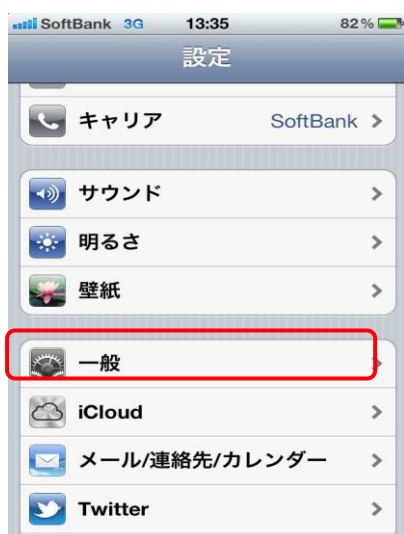 SoftBank 3G 13:35 82%
設定
キャリア SoftBank
サウンド
明るさ
壁紙
一般
iCloud
メール/連絡先/カレンダー
Twitter